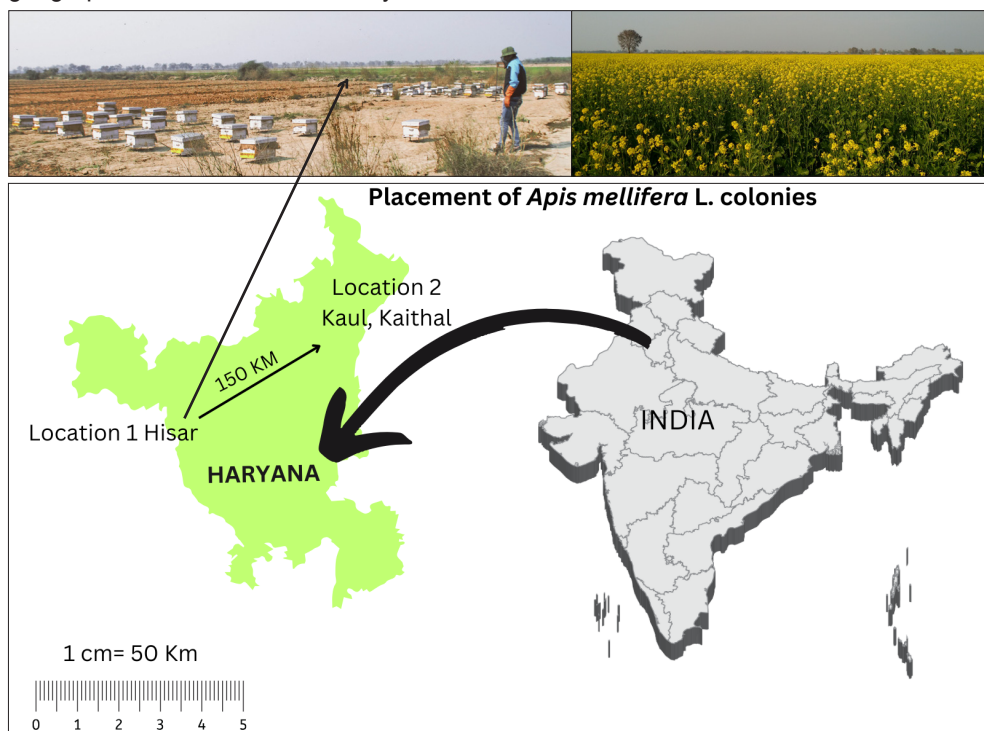 Placement of Apis mellifera L. colonies
Location 2
Kaul, Kaithal
150 KM
Location 1 Hisar
HARYANA
INDIA
1 cm= 50 Km
0 1 2 3 4 5